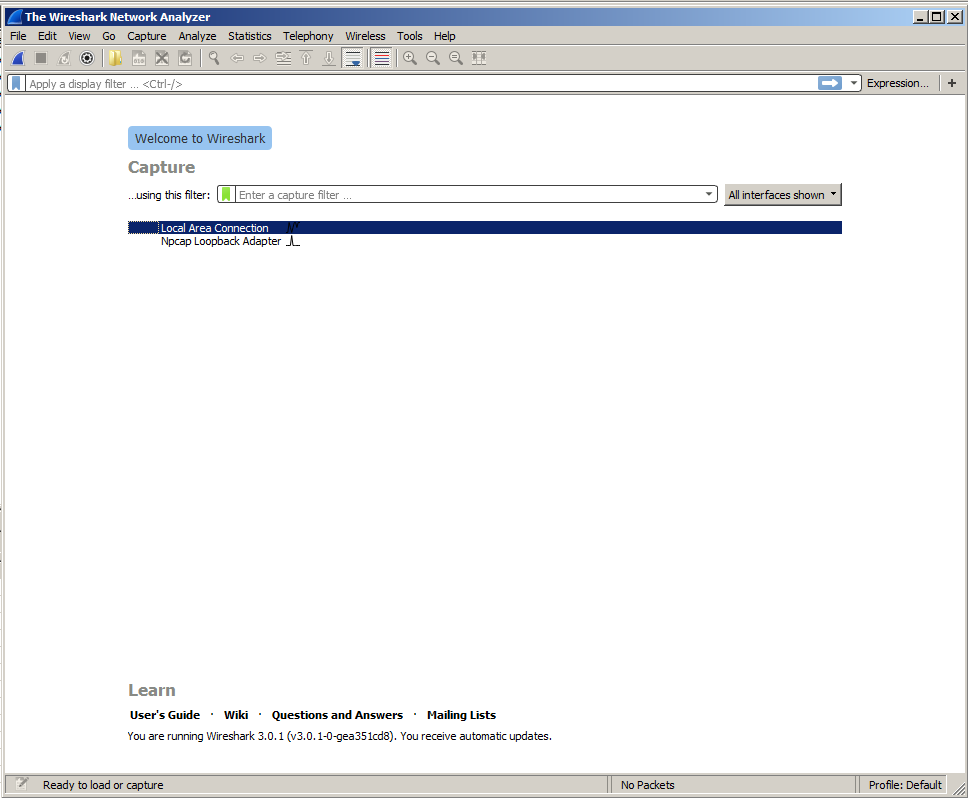 The Wireshark Network Analyzer
File Edit View Go Capture Analyze Statistics Telephony Wireless Tools Help
Apply a display filter ... <Ctrl-/> Expression... +
Welcome to Wireshark
Capture
...using this filter: Enter a capture filter ... All interfaces shown
Local Area Connection
Npcap Loopback Adapter
Learn
User's Guide · Wiki · Questions and Answers · Mailing Lists
You are running Wireshark 3.0.1 (v3.0.1-0-gea351cd8). You receive automatic updates.
Ready to load or capture No Packets Profile: Default